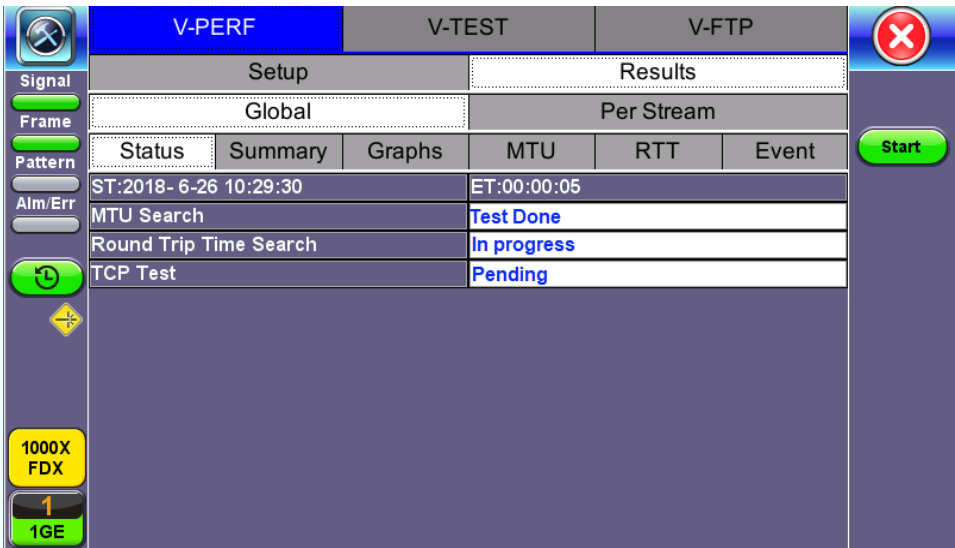 V-PERF V-TEST V-FTP
Setup Results
Signal
Global Per Stream
Frame
Status Summary Graphs MTU RTT Event
Start
Pattern
ST:2018- 6-26 10:29:30 ET:00:00:05
Alm/Err
MTU Search Test Done
Round Trip Time Search In progress
TCP Test Pending
1000X
FDX
1
1GE